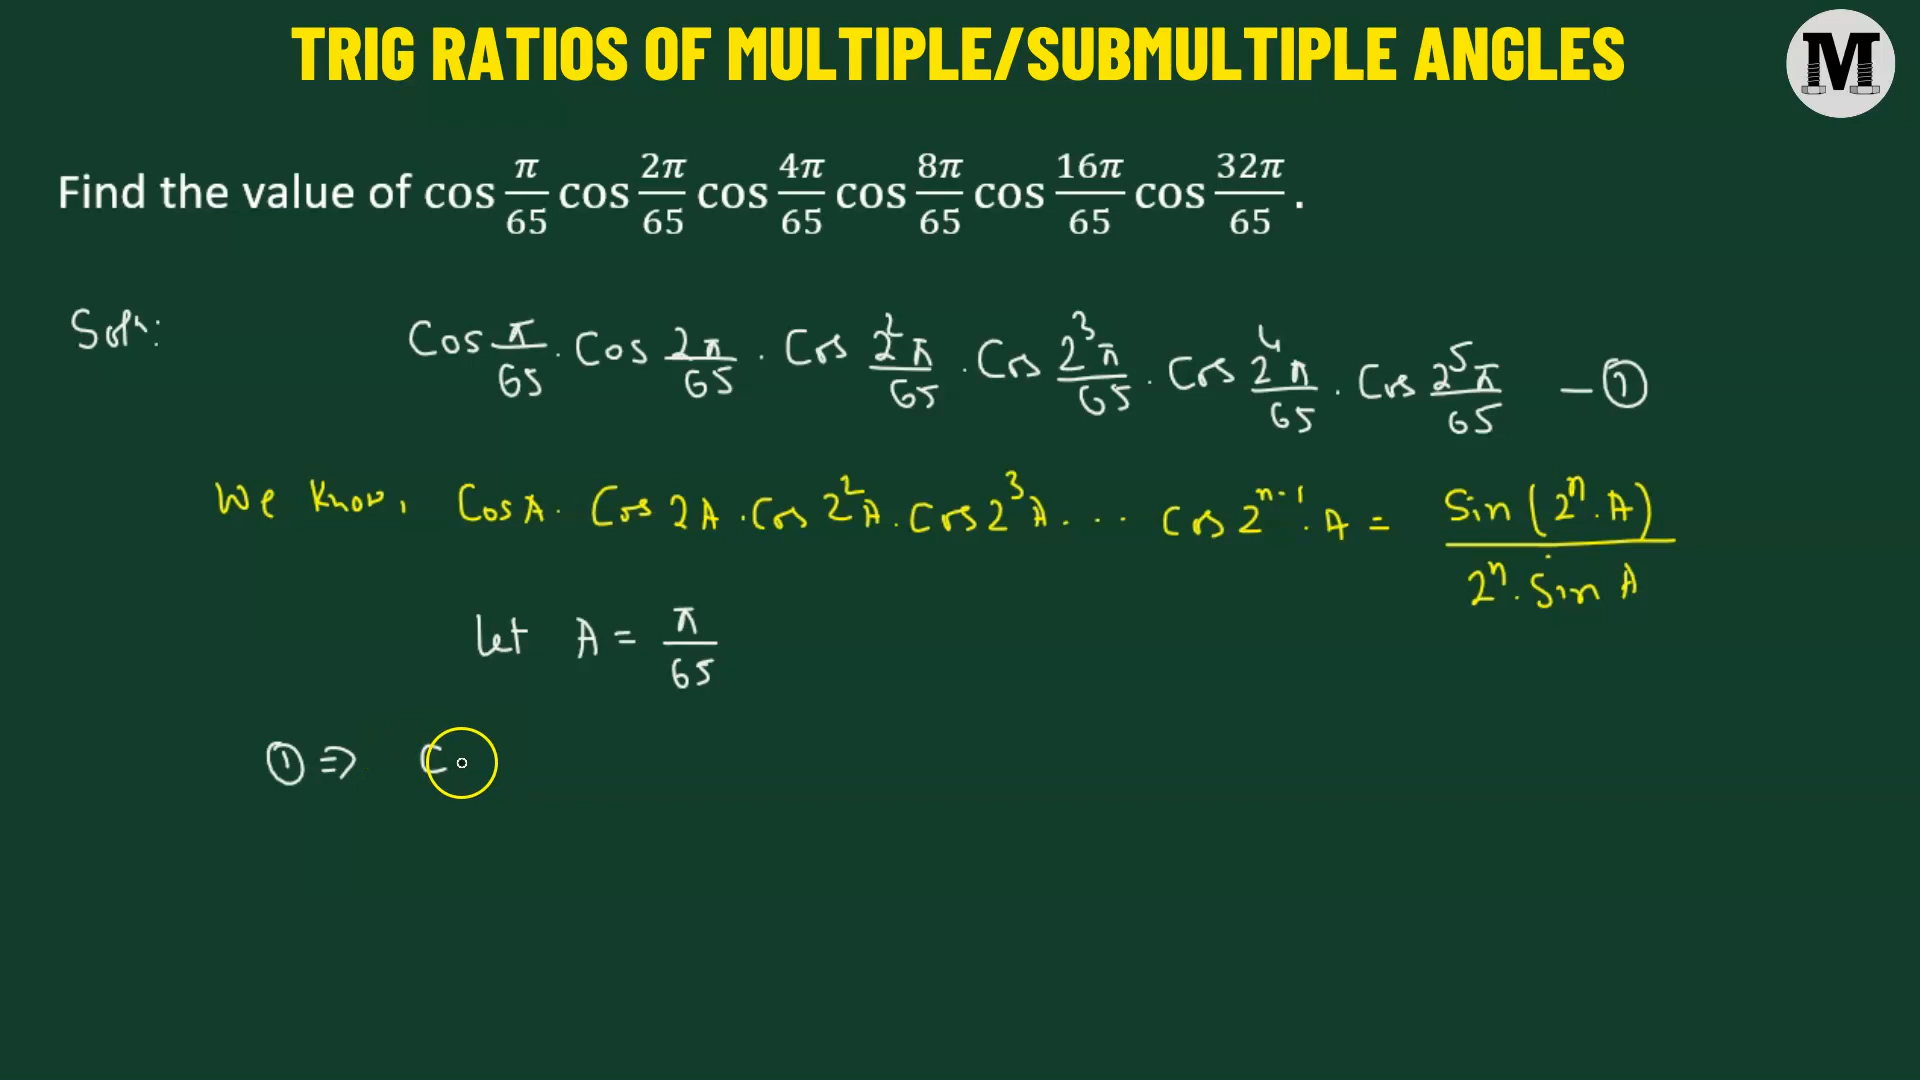 TRIG RATIOS OF MULTIPLE/SUBMULTIPLE ANGLES
M
Find the value of cos π/65 cos 2π/65 cos 4π/65 cos 8π/65 cos 16π/65 cos 32π/65 .
Soln:
Cos π/65 . Cos 2π/65 . Cos 2²π/65 . Cos 2³π/65 . Cos 2⁴π/65 . Cos 2⁵π/65 — ①
We know, Cos A . Cos 2A . Cos 2²A . Cos 2³A . ... Cos 2ⁿ⁻¹ . A = Sin (2ⁿ . A) / 2ⁿ . Sin A
let A = π/65
① ⇒ C